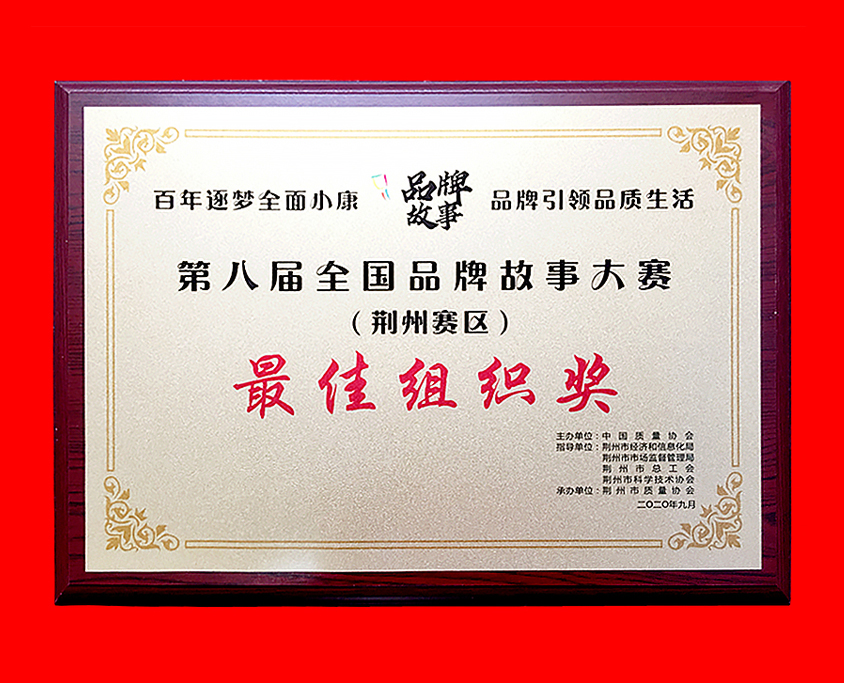 百年逐梦全面小康 品牌故事 品牌引领品质生活
第八届全国品牌故事大赛
（荆州赛区）
最佳组织奖
主办单位：中国质量协会
指导单位：荆州市经济和信息化局
荆州市市场监督管理局
荆州市总工会
荆州市科学技术协会
承办单位：荆州市质量协会
二〇二〇年九月